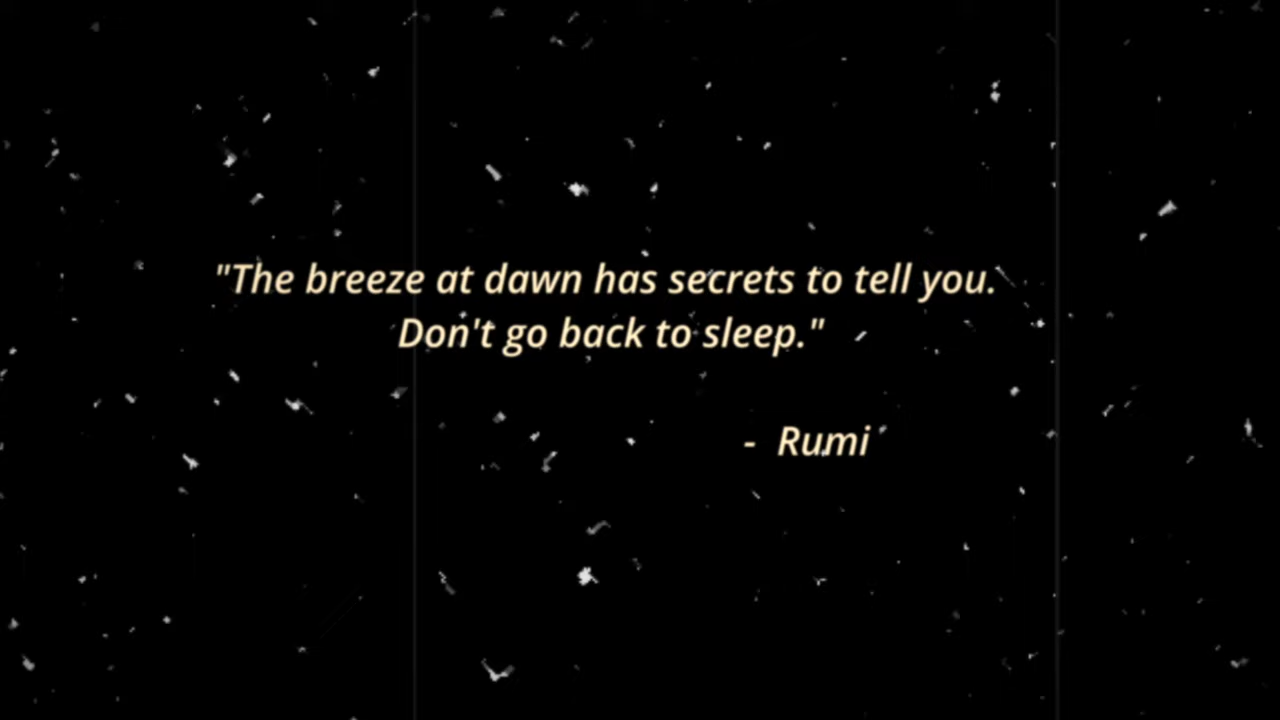 "The breeze at dawn has secrets to tell you.
Don't go back to sleep."
- Rumi